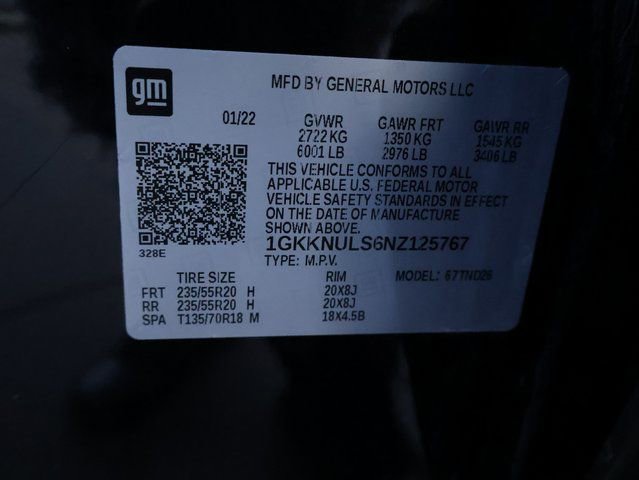 gm
MFD BY GENERAL MOTORS LLC
01/22 GVWR GAWR FRT GAWR RR
2722 KG 1350 KG 1545 KG
6001 LB 2976 LB 3406 LB
THIS VEHICLE CONFORMS TO ALL
APPLICABLE U.S. FEDERAL MOTOR
VEHICLE SAFETY STANDARDS IN EFFECT
ON THE DATE OF MANUFACTURE
SHOWN ABOVE.
328E
1GKKNULS6NZ125767
TYPE: M.P.V.
TIRE SIZE RIM MODEL: 67TND26
FRT 235/55R20 H 20X8J
RR 235/55R20 H 20X8J
SPA T135/70R18 M 18X4.5B